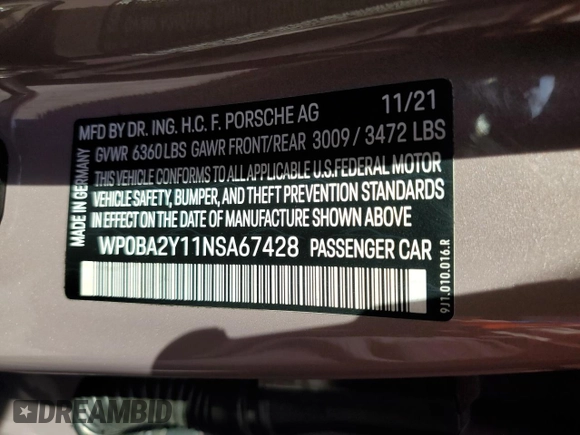 MFD BY DR. ING. H.C. F. PORSCHE AG 11/21
GVWR 6360 LBS GAWR FRONT/REAR 3009 / 3472 LBS
THIS VEHICLE CONFORMS TO ALL APPLICABLE U.S.FEDERAL MOTOR
VEHICLE SAFETY, BUMPER, AND THEFT PREVENTION STANDARDS
IN EFFECT ON THE DATE OF MANUFACTURE SHOWN ABOVE
WP0BA2Y11NSA67428 PASSENGER CAR
MADE IN GERMANY
9J1.010.016.R
DREAMBID